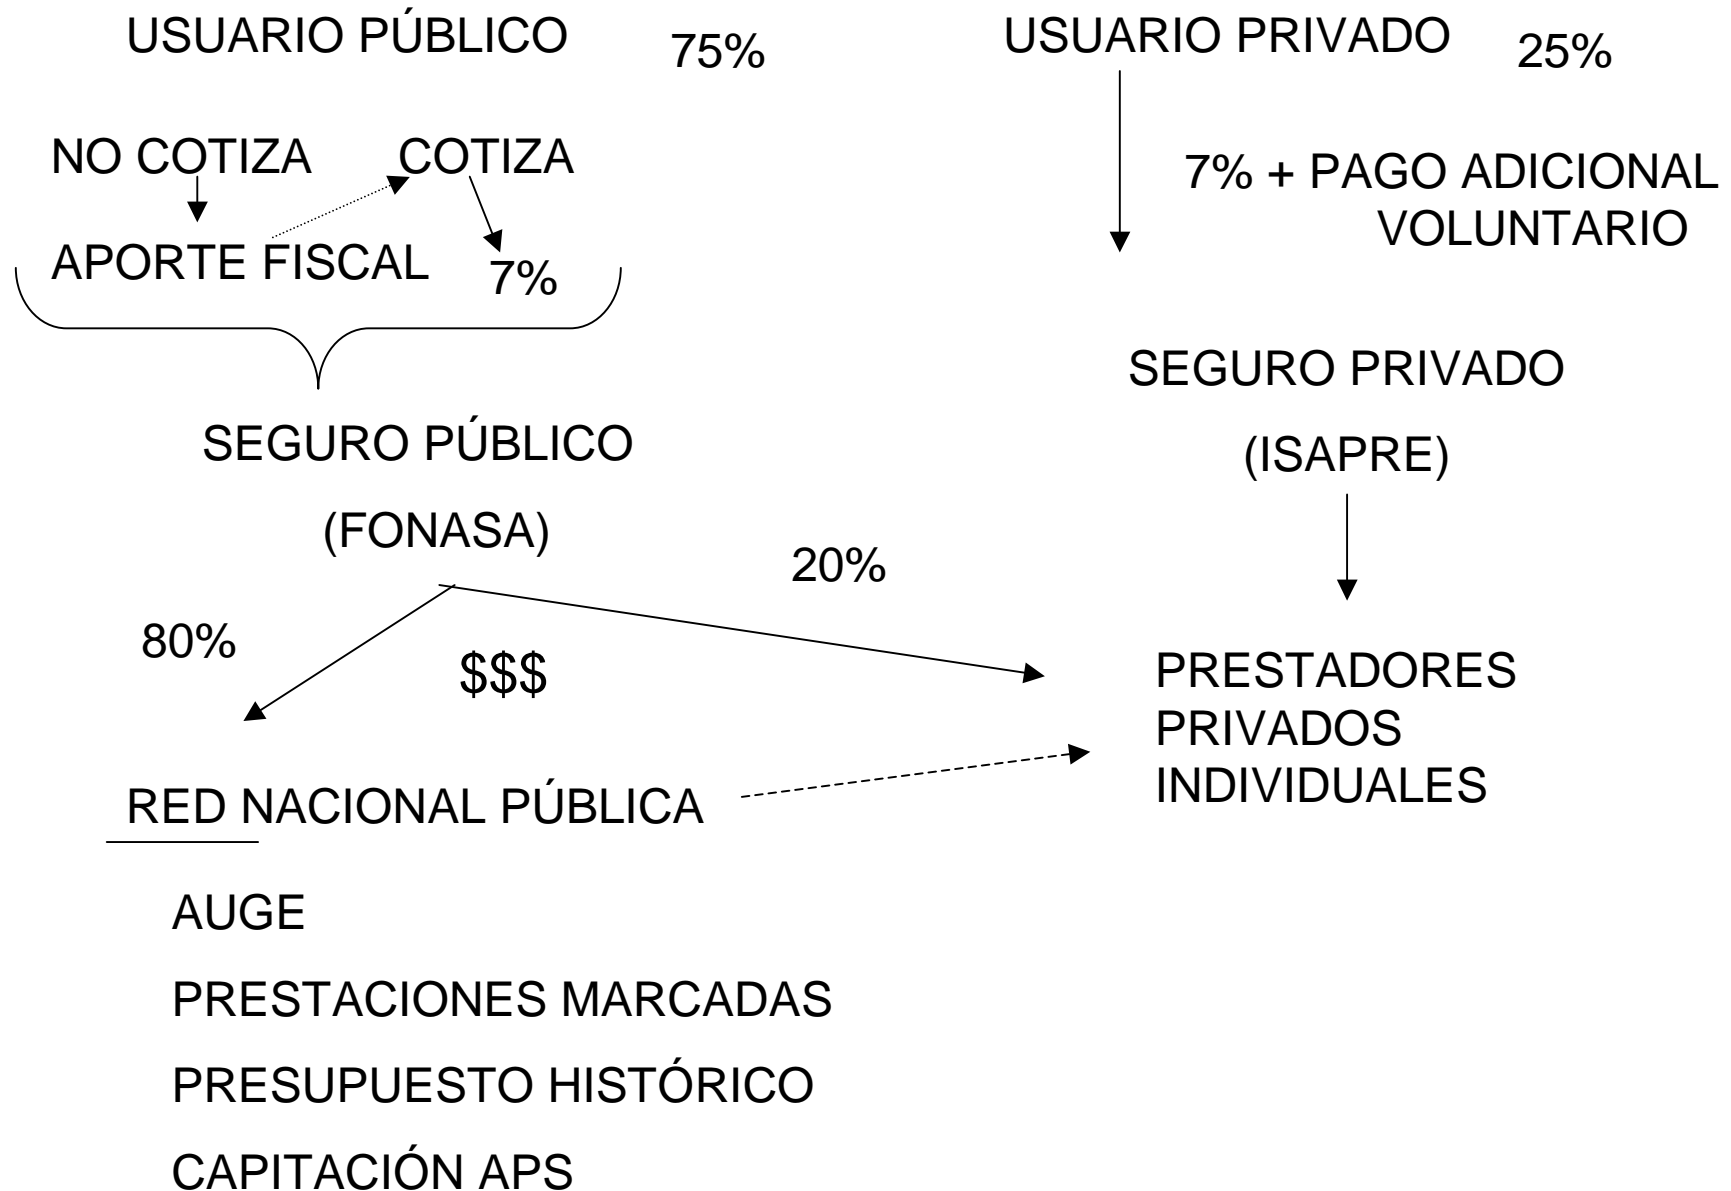 USUARIO PÚBLICO
75%
NO COTIZA
COTIZA
APORTE FISCAL
7%
SEGURO PÚBLICO
(FONASA)
80%
20%
$$$
RED NACIONAL PÚBLICA
AUGE
PRESTACIONES MARCADAS
PRESUPUESTO HISTÓRICO
CAPITACIÓN APS
USUARIO PRIVADO
25%
7% + PAGO ADICIONAL
VOLUNTARIO
SEGURO PRIVADO
(ISAPRE)
PRESTADORES
PRIVADOS
INDIVIDUALES